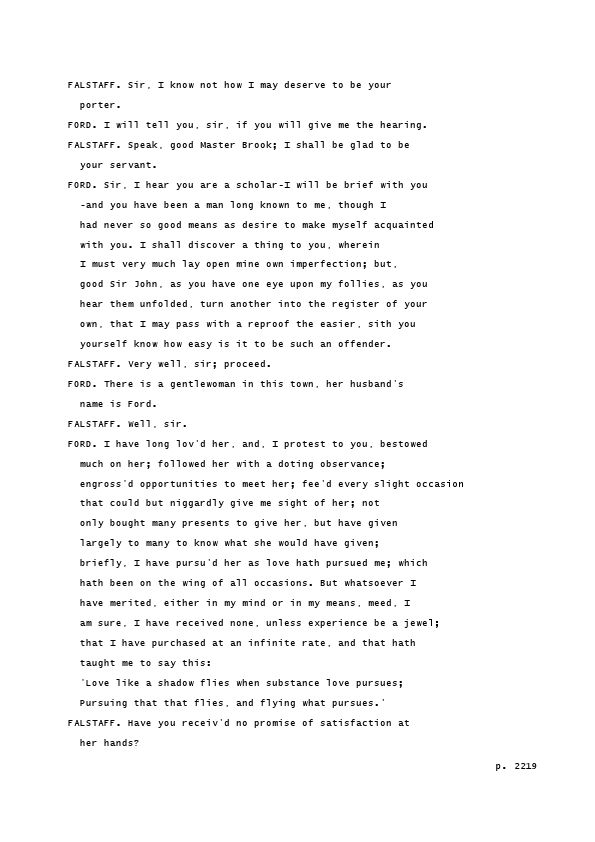 FALSTAFF. Sir, I know not how I may deserve to be your
porter.
FORD. I will tell you, sir, if you will give me the hearing.
FALSTAFF. Speak, good Master Brook; I shall be glad to be
your servant.
FORD. Sir, I hear you are a scholar-I will be brief with you
-and you have been a man long known to me, though I
had never so good means as desire to make myself acquainted
with you. I shall discover a thing to you, wherein
I must very much lay open mine own imperfection; but,
good Sir John, as you have one eye upon my follies, as you
hear them unfolded, turn another into the register of your
own, that I may pass with a reproof the easier, sith you
yourself know how easy is it to be such an offender.
FALSTAFF. Very well, sir; proceed.
FORD. There is a gentlewoman in this town, her husband's
name is Ford.
FALSTAFF. Well, sir.
FORD. I have long lov'd her, and, I protest to you, bestowed
much on her; followed her with a doting observance;
engross'd opportunities to meet her; fee'd every slight occasion
that could but niggardly give me sight of her; not
only bought many presents to give her, but have given
largely to many to know what she would have given;
briefly, I have pursu'd her as love hath pursued me; which
hath been on the wing of all occasions. But whatsoever I
have merited, either in my mind or in my means, meed, I
am sure, I have received none, unless experience be a jewel;
that I have purchased at an infinite rate, and that hath
taught me to say this:
'Love like a shadow flies when substance love pursues;
Pursuing that that flies, and flying what pursues.'
FALSTAFF. Have you receiv'd no promise of satisfaction at
her hands?
p. 2219